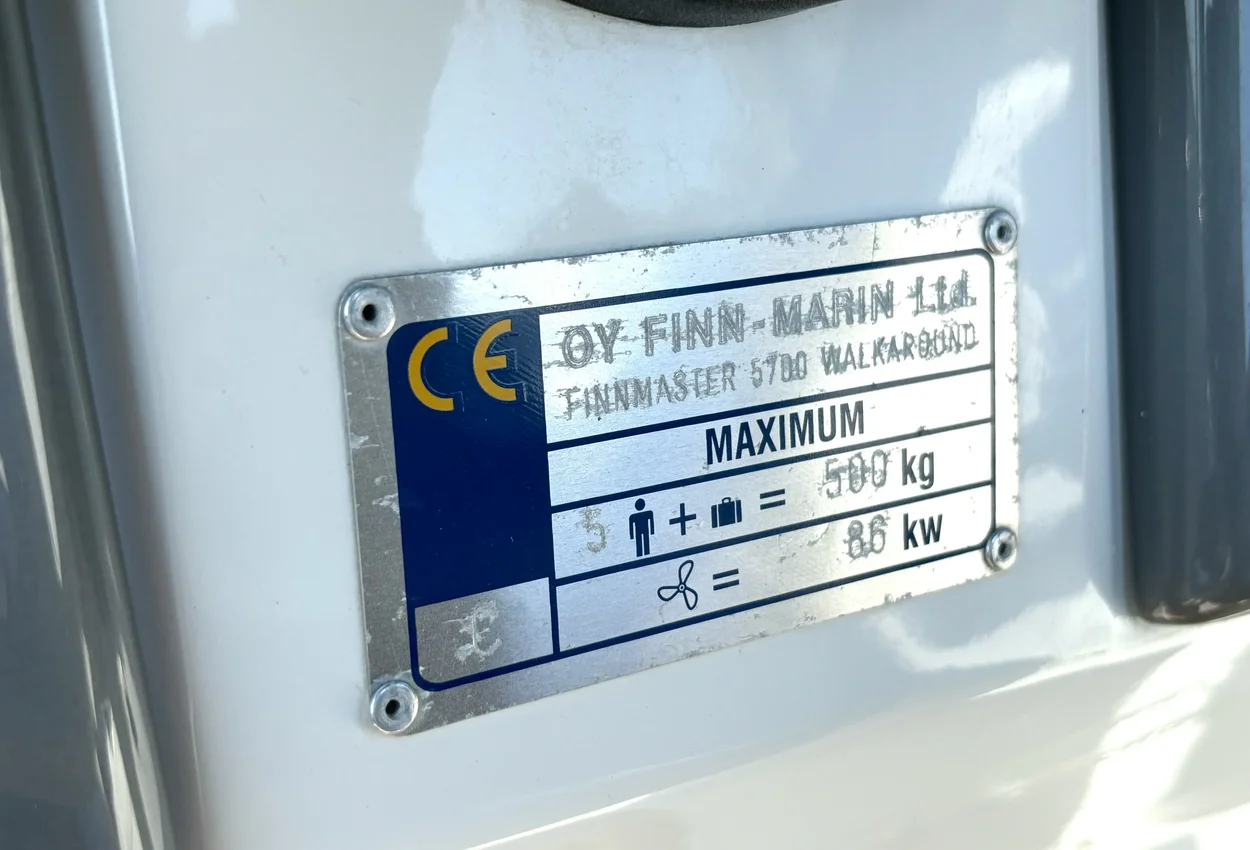 CE
OY FINN-MARIN Ltd.
FINNMASTER 5700 WALKAROUND
MAXIMUM
5 + = 500 kg
= 86 kw